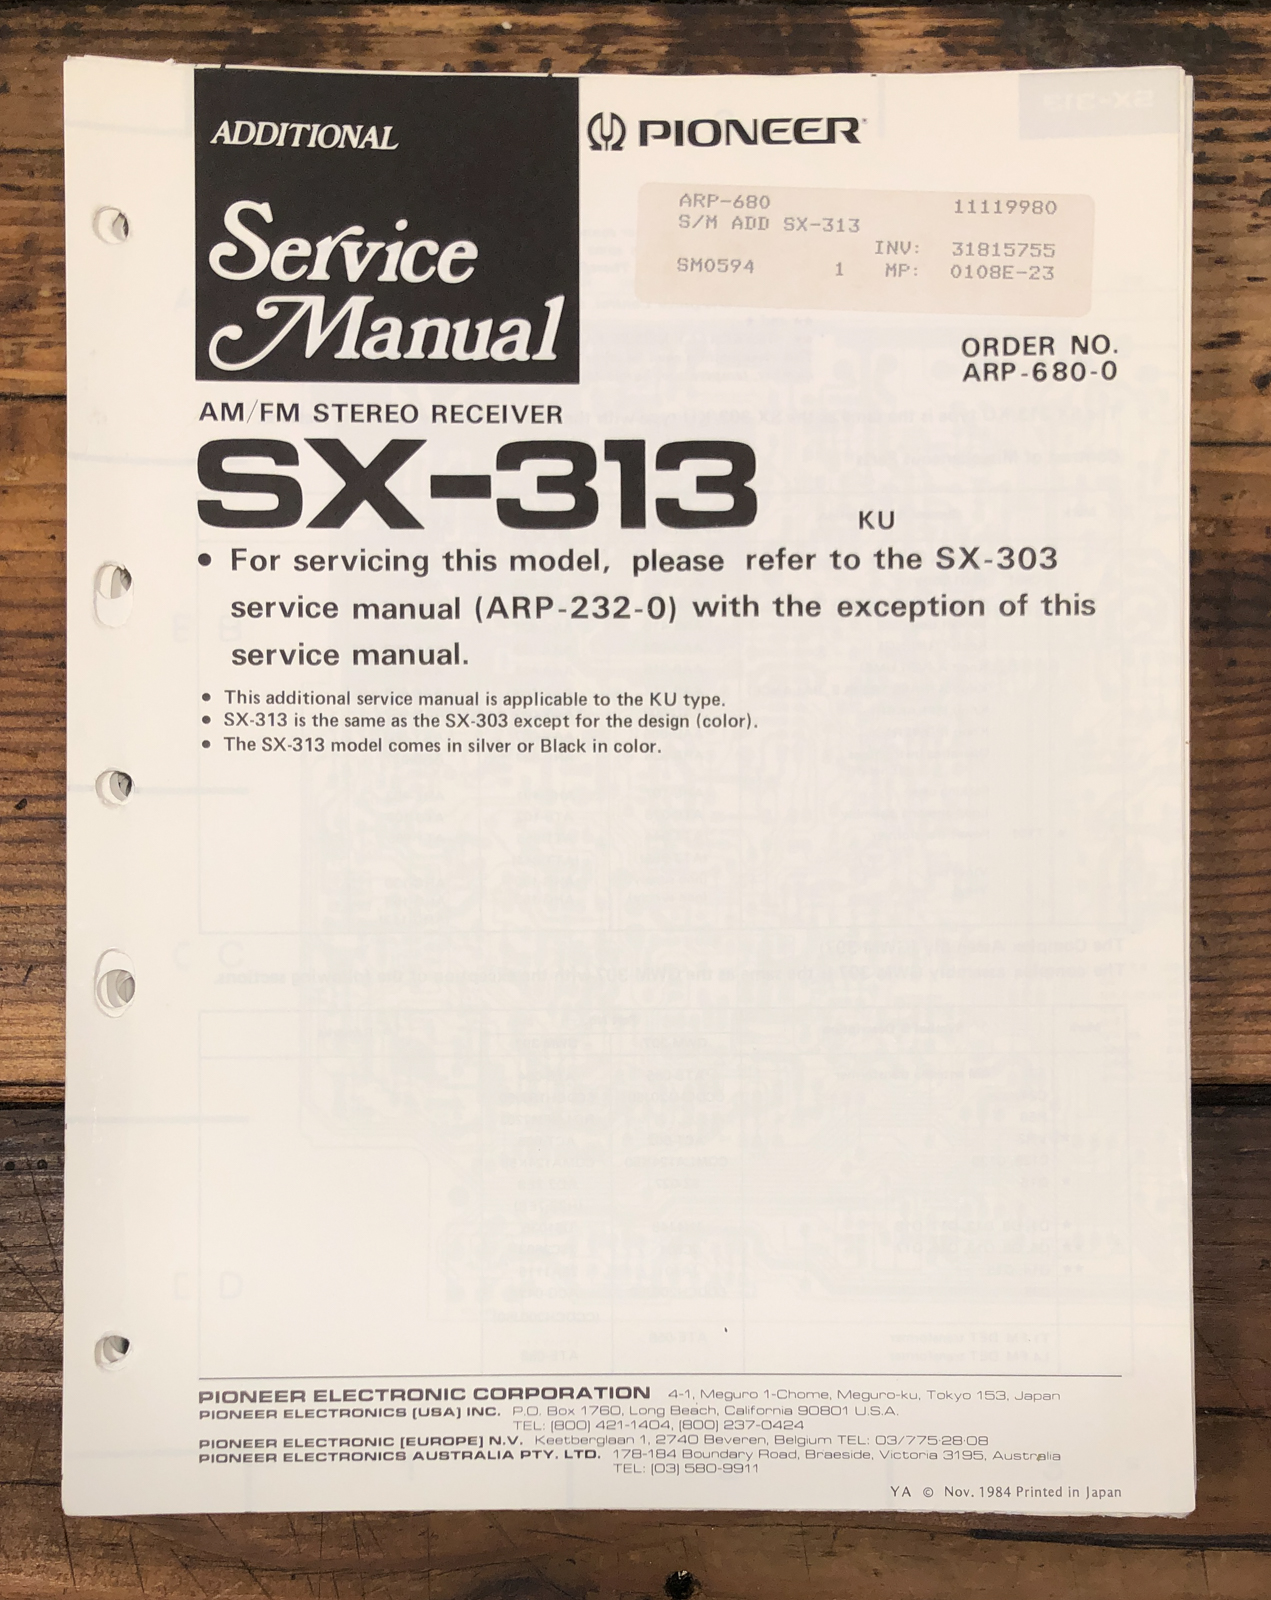 ADDITIONAL
Service
Manual
PIONEER
ARP-680 11119980
S/M ADD SX-313
INV: 31815755
SM0594 1 MP: 0108E-23
ORDER NO.
ARP-680-0
AM/FM STEREO RECEIVER
SX-313 KU
• For servicing this model, please refer to the SX-303
service manual (ARP-232-0) with the exception of this
service manual.
• This additional service manual is applicable to the KU type.
• SX-313 is the same as the SX-303 except for the design (color).
• The SX-313 model comes in silver or Black in color.
PIONEER ELECTRONIC CORPORATION 4-1, Meguro 1-Chome, Meguro-ku, Tokyo 153, Japan
PIONEER ELECTRONICS [USA] INC. P.O. Box 1760, Long Beach, California 90801 U.S.A.
TEL: [800] 421-1404, [800] 237-0424
PIONEER ELECTRONIC [EUROPE] N.V. Keetberglaan 1, 2740 Beveren, Belgium TEL: 03/775·28·08
PIONEER ELECTRONICS AUSTRALIA PTY. LTD. 178-184 Boundary Road, Braeside, Victoria 3195, Australia
TEL: [03] 580-9911
YA © Nov. 1984 Printed in Japan